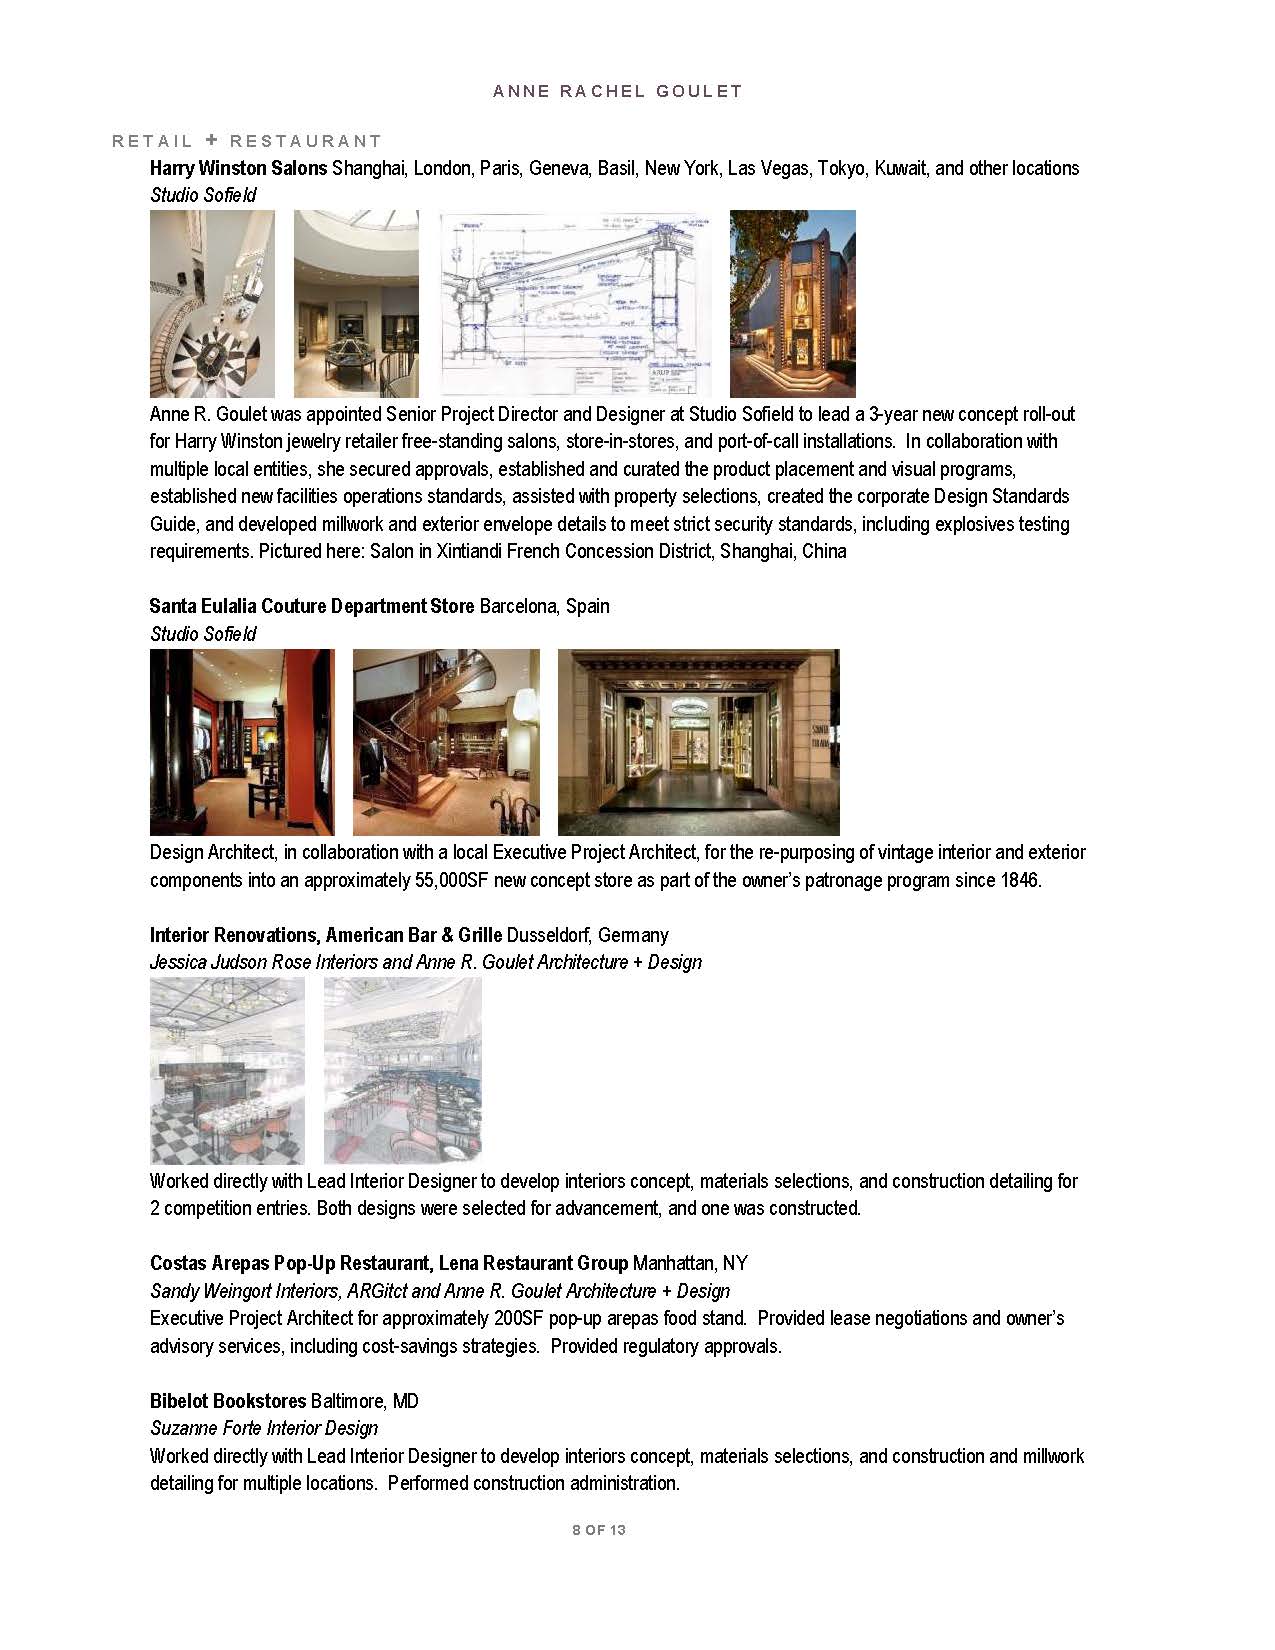 ANNE RACHEL GOULET
RETAIL + RESTAURANT
Harry Winston Salons Shanghai, London, Paris, Geneva, Basil, New York, Las Vegas, Tokyo, Kuwait, and other locations
Studio Sofield
Anne R. Goulet was appointed Senior Project Director and Designer at Studio Sofield to lead a 3-year new concept roll-out
for Harry Winston jewelry retailer free-standing salons, store-in-stores, and port-of-call installations.  In collaboration with
multiple local entities, she secured approvals, established and curated the product placement and visual programs,
established new facilities operations standards, assisted with property selections, created the corporate Design Standards
Guide, and developed millwork and exterior envelope details to meet strict security standards, including explosives testing
requirements. Pictured here: Salon in Xintiandi French Concession District, Shanghai, China
Santa Eulalia Couture Department Store Barcelona, Spain
Studio Sofield
SANTA
Design Architect, in collaboration with a local Executive Project Architect, for the re-purposing of vintage interior and exterior
components into an approximately 55,000SF new concept store as part of the owner's patronage program since 1846.
Interior Renovations, American Bar & Grille Dusseldorf, Germany
Jessica Judson Rose Interiors and Anne R. Goulet Architecture + Design
Worked directly with Lead Interior Designer to develop interiors concept, materials selections, and construction detailing for
2 competition entries. Both designs were selected for advancement, and one was constructed.
Costas Arepas Pop-Up Restaurant, Lena Restaurant Group Manhattan, NY
Sandy Weingort Interiors, ARGitct and Anne R. Goulet Architecture + Design
Executive Project Architect for approximately 200SF pop-up arepas food stand.  Provided lease negotiations and owner's
advisory services, including cost-savings strategies.  Provided regulatory approvals.
Bibelot Bookstores Baltimore, MD
Suzanne Forte Interior Design
Worked directly with Lead Interior Designer to develop interiors concept, materials selections, and construction and millwork
detailing for multiple locations.  Performed construction administration.
8 OF 13